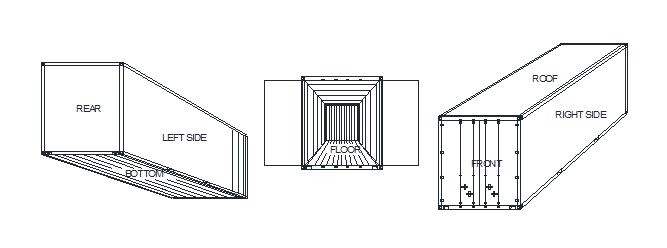 REAR
LEFT SIDE
BOTTOM
FLOOR
ROOF
RIGHT SIDE
FRONT